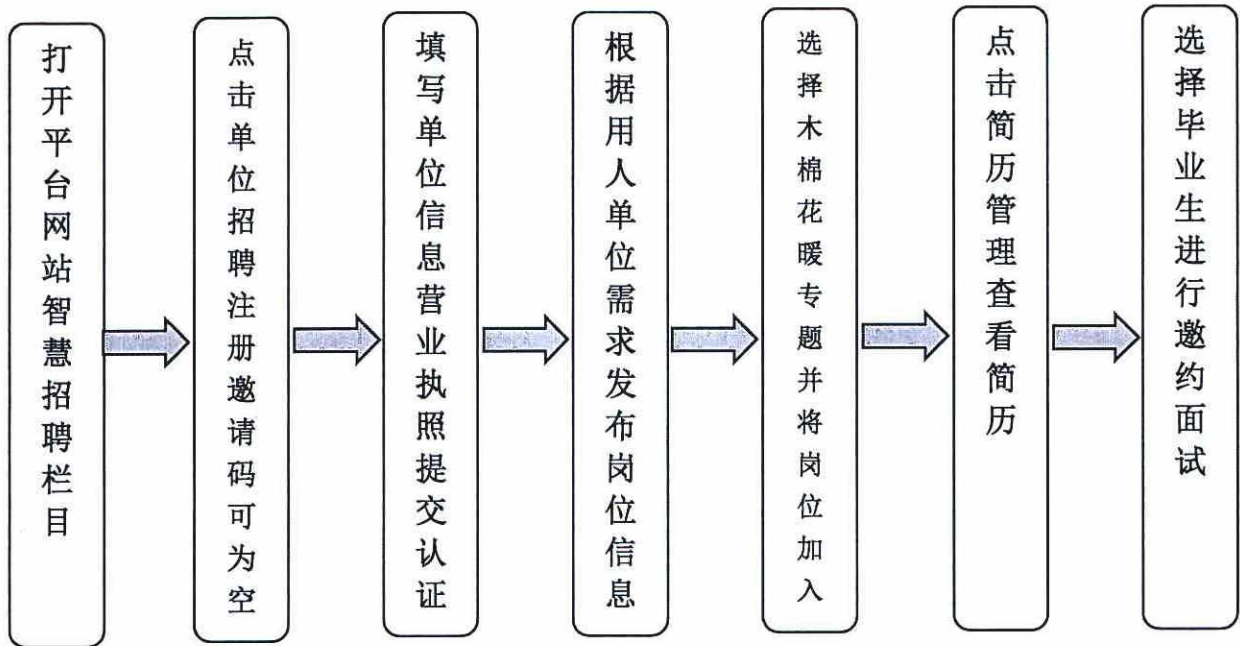 打开平台网站智慧招聘栏目
点击单位招聘注册邀请码可为空
填写单位信息营业执照提交认证
根据用人单位需求发布岗位信息
选择木棉花暖专题并将岗位加入
点击简历管理查看简历
选择毕业生进行邀约面试